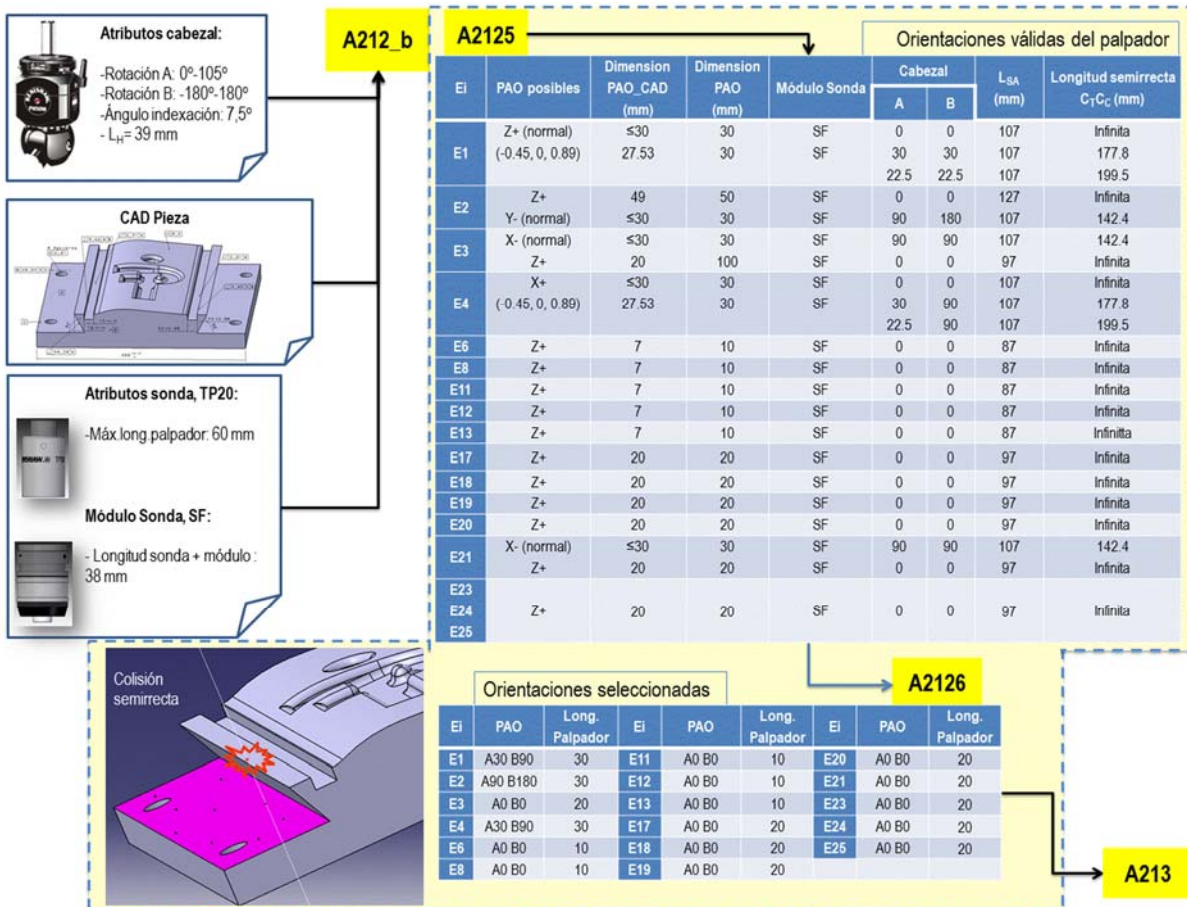 Atributos cabezal:
-Rotación A: 0º-105º
-Rotación B: -180º-180º
-Ángulo indexación: 7,5º
- LH= 39 mm
CAD Pieza
Atributos sonda, TP20:
-Máx.long.palpador: 60 mm
Módulo Sonda, SF:
- Longitud sonda + módulo :
38 mm
A212_b
A2125
Orientaciones válidas del palpador
Ei PAO posibles Dimension PAO_CAD (mm) Dimension PAO (mm) Módulo Sonda Cabezal A B LSA (mm) Longitud semirrecta CTCC (mm)
E1 Z+ (normal) ≤30 30 SF 0 0 107 Infinita
(-0.45, 0, 0.89) 27.53 30 SF 30 30 107 177.8
22.5 22.5 107 199.5
E2 Z+ 49 50 SF 0 0 127 Infinita
Y- (normal) ≤30 30 SF 90 180 107 142.4
E3 X- (normal) ≤30 30 SF 90 90 107 142.4
Z+ 20 100 SF 0 0 97 Infinita
E4 X+ ≤30 30 SF 0 0 107 Infinita
(-0.45, 0, 0.89) 27.53 30 SF 30 90 107 177.8
22.5 90 107 199.5
E6 Z+ 7 10 SF 0 0 87 Infinita
E8 Z+ 7 10 SF 0 0 87 Infinita
E11 Z+ 7 10 SF 0 0 87 Infinita
E12 Z+ 7 10 SF 0 0 87 Infinita
E13 Z+ 7 10 SF 0 0 87 Infinitta
E17 Z+ 20 20 SF 0 0 97 Infinita
E18 Z+ 20 20 SF 0 0 97 Infinita
E19 Z+ 20 20 SF 0 0 97 Infinita
E20 Z+ 20 20 SF 0 0 97 Infinita
E21 X- (normal) ≤30 30 SF 90 90 107 142.4
Z+ 20 20 SF 0 0 97 Infinita
E23
E24 Z+ 20 20 SF 0 0 97 Infinita
E25
Colisión
semirrecta
Orientaciones seleccionadas
A2126
Ei PAO Long. Palpador Ei PAO Long. Palpador Ei PAO Long. Palpador
E1 A30 B90 30 E11 A0 B0 10 E20 A0 B0 20
E2 A90 B180 30 E12 A0 B0 10 E21 A0 B0 20
E3 A0 B0 20 E13 A0 B0 10 E23 A0 B0 20
E4 A30 B90 30 E17 A0 B0 20 E24 A0 B0 20
E6 A0 B0 10 E18 A0 B0 20 E25 A0 B0 20
E8 A0 B0 10 E19 A0 B0 20
A213